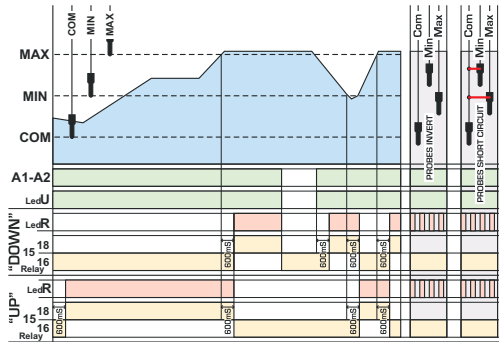 COM
MIN
MAX
Com
Min
Max
Com
Min
Max
MAX
MIN
COM
PROBES INVERT
PROBES SHORT CIRCUIT
A1-A2
LedU
"DOWN"
LedR
18
15
16
Relay
600mS
600mS
600mS
600mS
"UP"
LedR
18
15
16
Relay
600mS
600mS
600mS
600mS